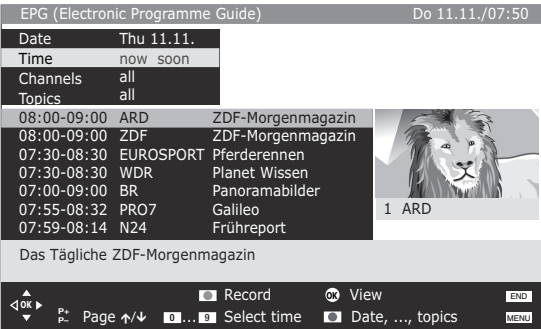 EPG (Electronic Programme Guide) Do 11.11./07:50
Date Thu 11.11.
Time now soon
Channels all
Topics all
08:00-09:00 ARD ZDF-Morgenmagazin
08:00-09:00 ZDF ZDF-Morgenmagazin
07:30-08:30 EUROSPORT Pferderennen
07:30-08:30 WDR Planet Wissen
07:00-09:00 BR Panoramabilder
07:55-08:32 PRO7 Galileo
07:59-08:14 N24 Frühreport
1 ARD
Das Tägliche ZDF-Morgenmagazin
Record OK View END
OK P+ P– Page ↑/↓ 0...9 Select time Date, ..., topics MENU